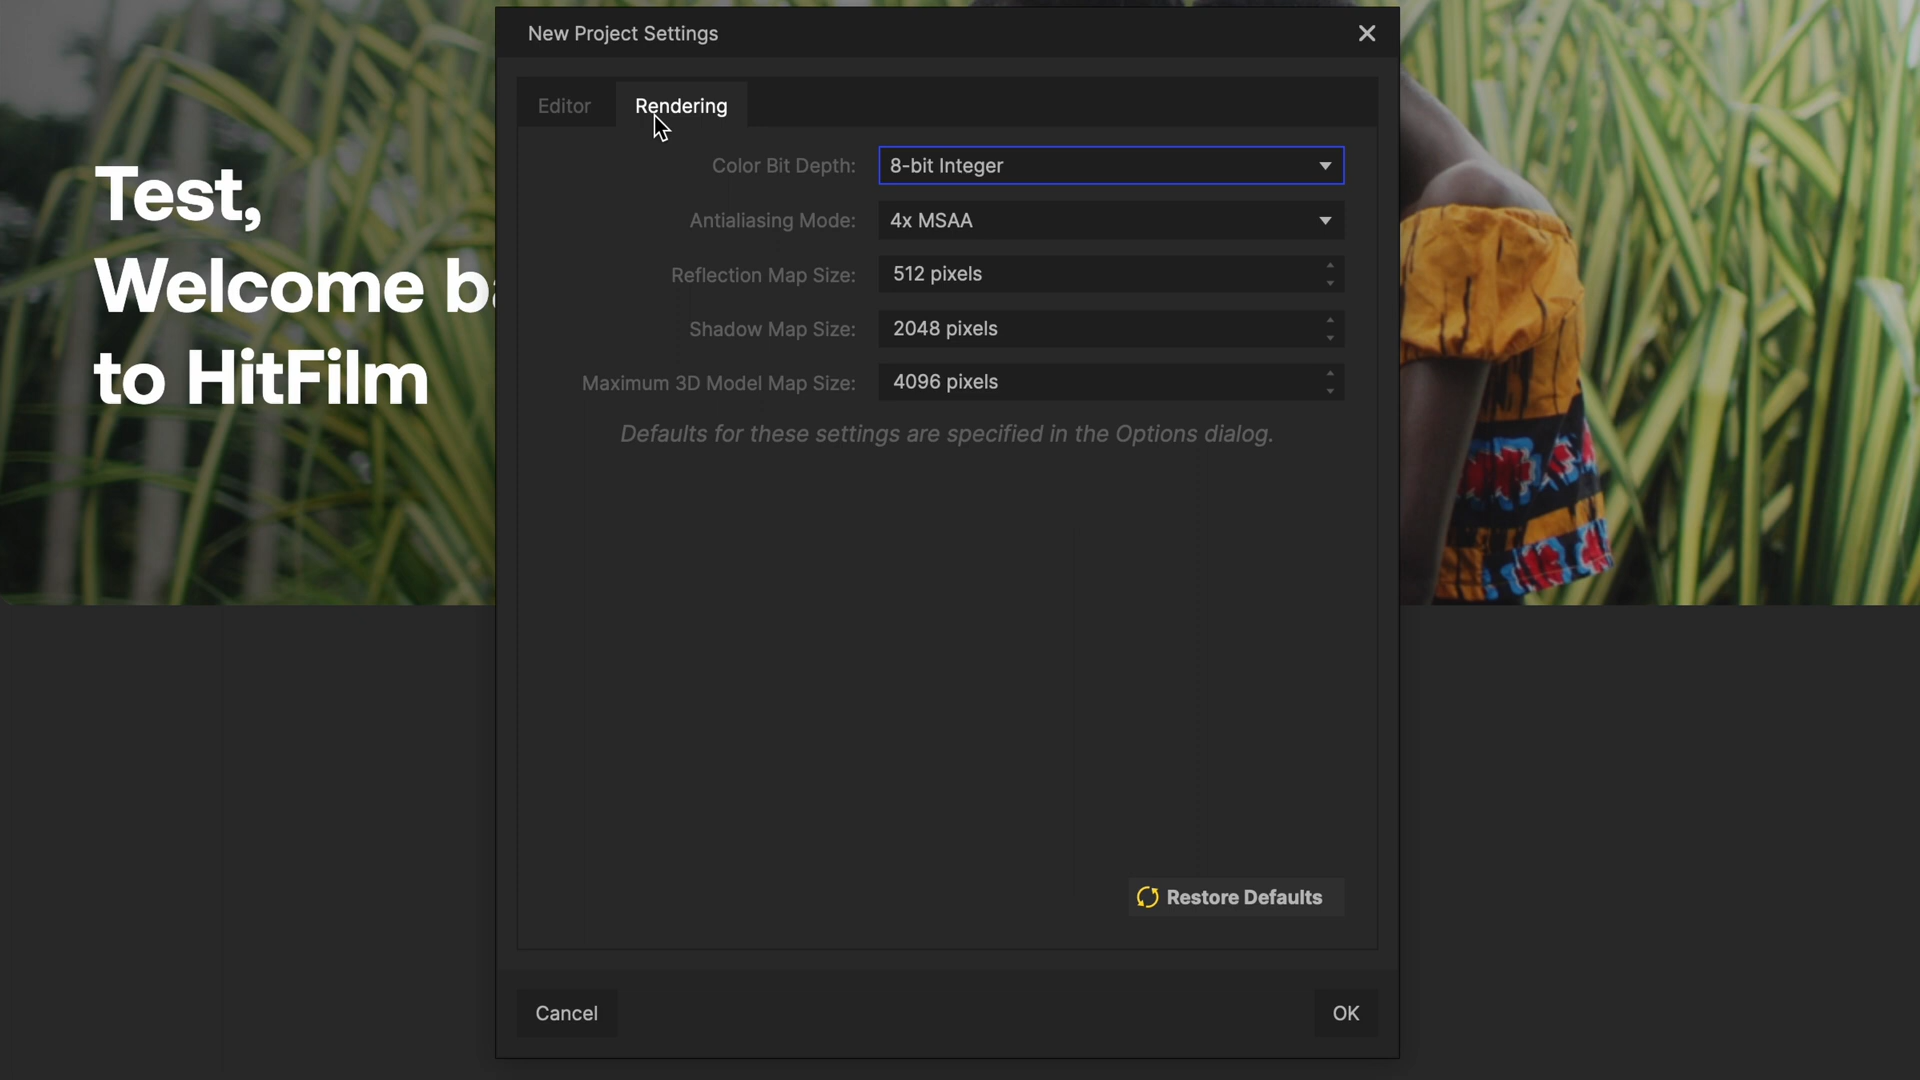 New Project Settings
Editor
Rendering
Color Bit Depth: 8-bit Integer
Antialiasing Mode: 4x MSAA
Reflection Map Size: 512 pixels
Shadow Map Size: 2048 pixels
Maximum 3D Model Map Size: 4096 pixels
Defaults for these settings are specified in the Options dialog.
Restore Defaults
Cancel
OK
Test,
Welcome ba
to HitFilm